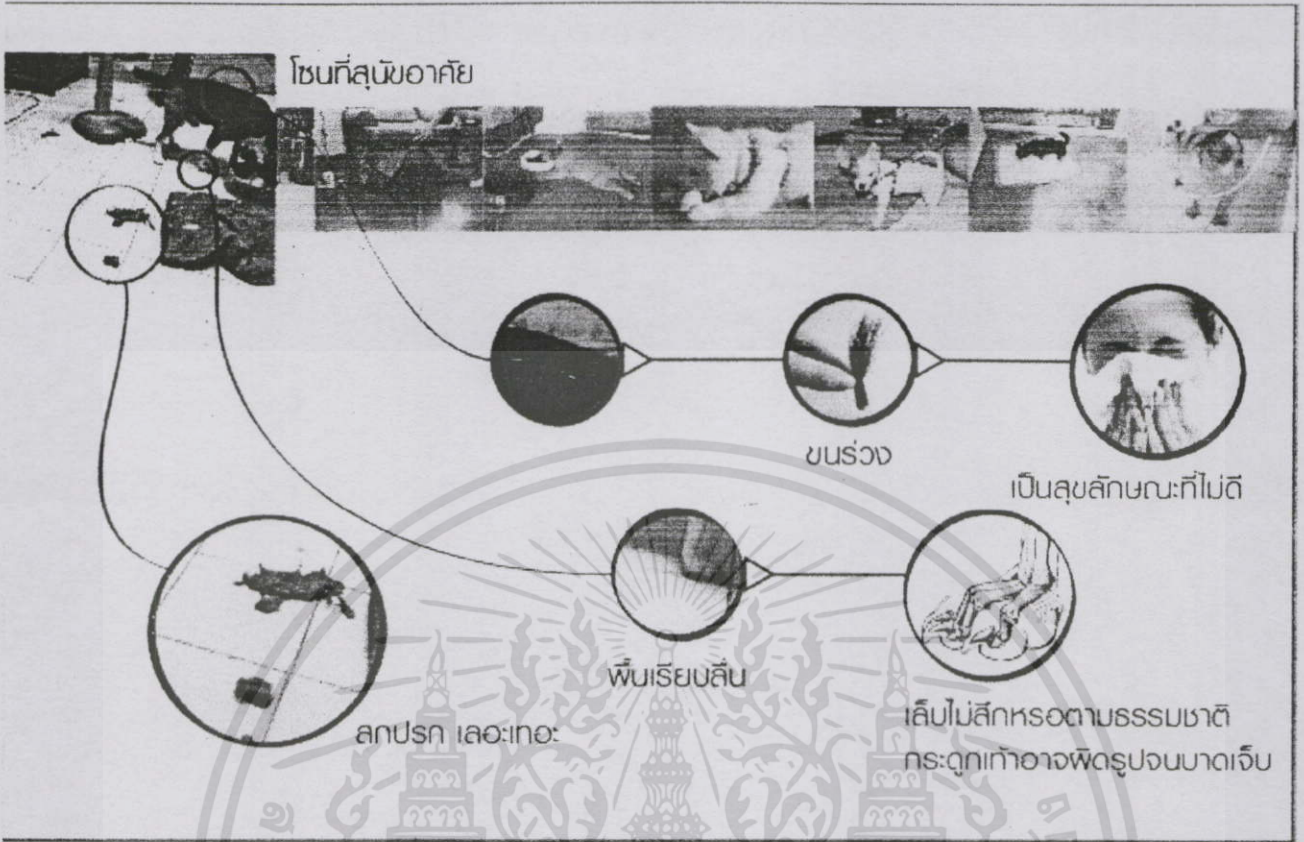 โซนที่สุนัขอาศัย
ขนร่วง
เป็นสุขลักษณะที่ไม่ดี
พื้นเรียบลื่น
สกปรก เลอะเทอะ
เล็บไม่สึกหรอตามธรรมชาติ
กระดูกเท้าอาจผิดรูปจนบาดเจ็บ